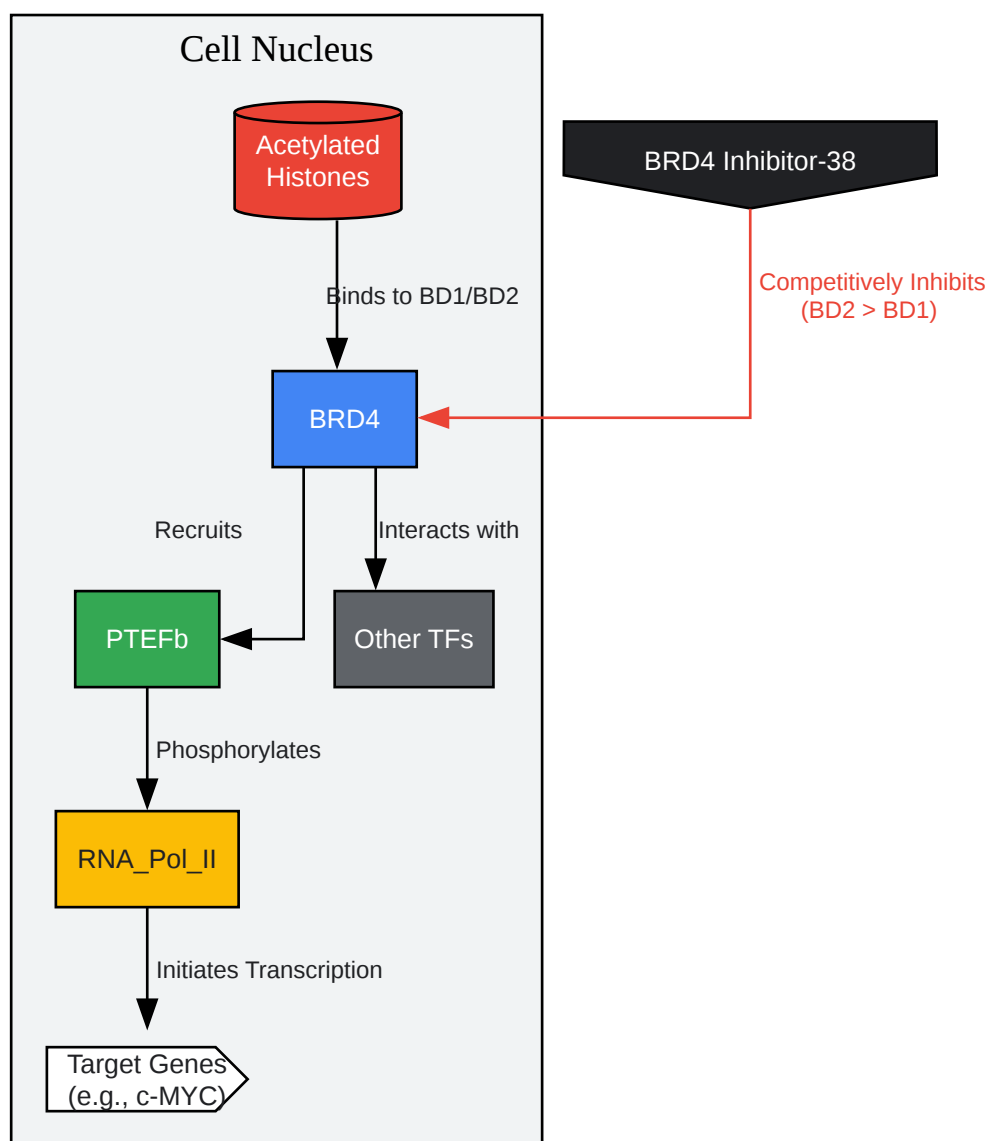 Cell Nucleus
Acetylated
Histones
BRD4 Inhibitor-38
Competitively Inhibits
(BD2 > BD1)
Binds to BD1/BD2
BRD4
Recruits
Interacts with
PTEFb
Other TFs
Phosphorylates
RNA_Pol_II
Initiates Transcription
Target Genes
(e.g., c-MYC)